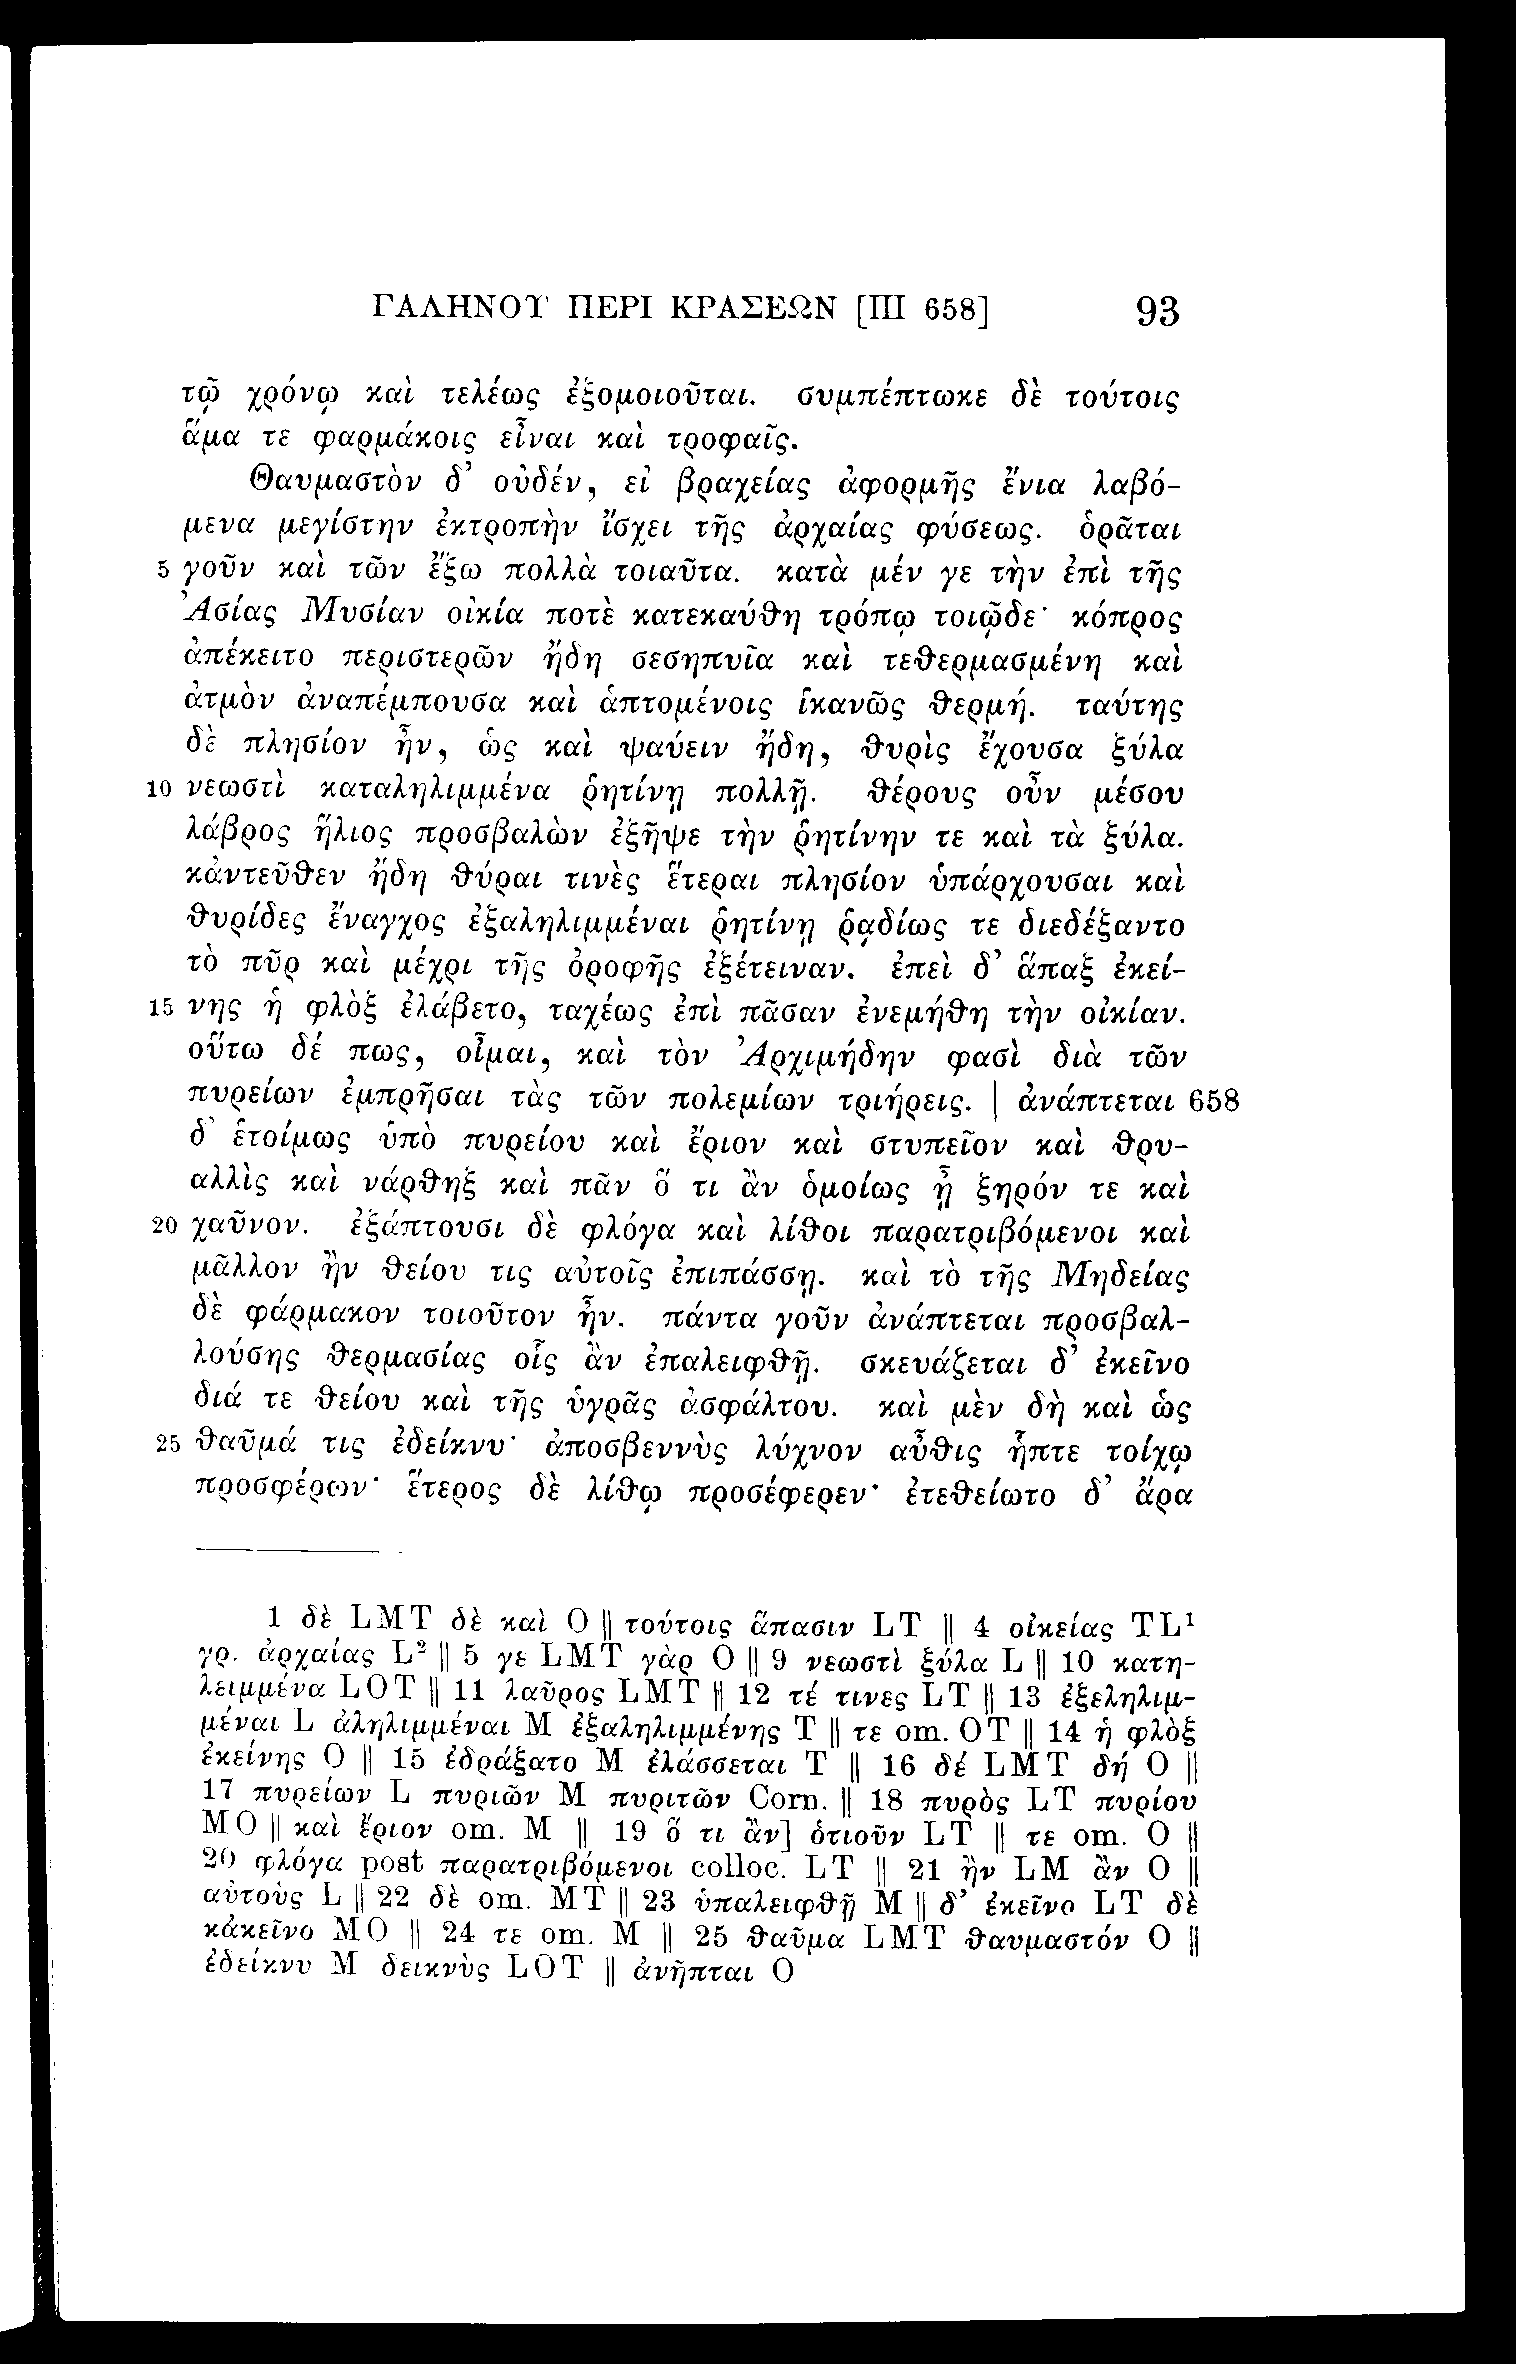 ΓΑΛΗΝΟΥ ΠΕΡΙ ΚΡΑΣΕΩΝ [III 658] 93
τῷ χρόνῳ καὶ τελέως ἐξομοιοῦται. συμπέπτωκε δὲ τούτοις
ἅμα τε φαρμάκοις εἶναι καὶ τροφαῖς.
Θαυμαστὸν δ’ οὐδέν, εἰ βραχείας ἀφορμῆς ἔνια λαβό-
μενα μεγίστην ἐκτροπὴν ἴσχει τῆς ἀρχαίας φύσεως. ὁρᾶται
5 γοῦν καὶ τῶν ἔξω πολλὰ τοιαῦτα. κατὰ μέν γε τὴν ἐπὶ τῆς
Ἀσίας Μυσίαν οἰκία ποτὲ κατεκαύθη τρόπῳ τοιῷδε· κόπρος
ἀπέκειτο περιστερῶν ἤδη σεσηπυῖα καὶ τεθερμασμένη καὶ
ἀτμὸν ἀναπέμπουσα καὶ ἁπτομένοις ἱκανῶς θερμή. ταύτης
δὲ πλησίον ἦν, ὡς καὶ ψαύειν ἤδη, θυρὶς ἔχουσα ξύλα
10 νεωστὶ καταληλιμμένα ῥητίνῃ πολλῇ. θέρους οὖν μέσου
λάβρος ἥλιος προσβαλὼν ἐξῆψε τὴν ῥητίνην τε καὶ τὰ ξύλα.
κἀντεῦθεν ἤδη θύραι τινὲς ἕτεραι πλησίον ὑπάρχουσαι καὶ
θυρίδες ἔναγχος ἐξαληλιμμέναι ῥητίνῃ ῥᾳδίως τε διεδέξαντο
τὸ πῦρ καὶ μέχρι τῆς ὀροφῆς ἐξέτειναν. ἐπεὶ δ’ ἅπαξ ἐκεί-
15 νης ἡ φλὸξ ἐλάβετο, ταχέως ἐπὶ πᾶσαν ἐνεμήθη τὴν οἰκίαν.
οὕτω δέ πως, οἶμαι, καὶ τὸν Ἀρχιμήδην φασὶ διὰ τῶν
πυρείων ἐμπρῆσαι τὰς τῶν πολεμίων τριήρεις. | ἀνάπτεται 658
δ’ ἑτοίμως ὑπὸ πυρείου καὶ ἔριον καὶ στυπεῖον καὶ θρυ-
αλλὶς καὶ νάρθηξ καὶ πᾶν ὅ τι ἂν ὁμοίως ᾖ ξηρόν τε καὶ
20 χαῦνον. ἐξάπτουσι δὲ φλόγα καὶ λίθοι παρατριβόμενοι καὶ
μᾶλλον ἢν θείου τις αὐτοῖς ἐπιπάσσῃ. καὶ τὸ τῆς Μηδείας
δὲ φάρμακον τοιοῦτον ἦν. πάντα γοῦν ἀνάπτεται προσβαλ-
λούσης θερμασίας οἷς ἂν ἐπαλειφθῇ. σκευάζεται δ’ ἐκεῖνο
διά τε θείου καὶ τῆς ὑγρᾶς ἀσφάλτου. καὶ μὲν δὴ καὶ ὡς
25 θαῦμά τις ἐδείκνυ· ἀποσβεννὺς λύχνον αὖθις ἧπτε τοίχῳ
προσφέρων· ἕτερος δὲ λίθῳ προσέφερεν· ἐτεθείωτο δ’ ἄρα
1 δὲ LMT δὲ καὶ O || τούτοις ἅπασιν LT || 4 οἰκείας TL¹
γρ. ἀρχαίας L² || 5 γε LMT γὰρ O || 9 νεωστὶ ξύλα L || 10 κατη-
λειμμένα LOT || 11 λαῦρος LMT || 12 τέ τινες LT || 13 ἐξεληλιμ-
μέναι L ἀληλιμμέναι M ἐξαληλιμμένης T || τε om. OT || 14 ἡ φλὸξ
ἐκείνης O || 15 ἐδράξατο M ἐλάσσεται T || 16 δέ LMT δή O ||
17 πυρείων L πυριῶν M πυριτῶν Corn. || 18 πυρὸς LT πυρίου
MO || καὶ ἔριον om. M || 19 ὅ τι ἂν] ὁτιοῦν LT || τε om. O ||
20 φλόγα post παρατριβόμενοι colloc. LT || 21 ἢν LM ἂν O ||
αὐτοὺς L || 22 δὲ om. MT || 23 ὑπαλειφθῇ M || δ’ ἐκεῖνο LT δὲ
κἀκεῖνο MO || 24 τε om. M || 25 θαῦμα LMT θαυμαστόν O ||
ἐδείκνυ M δεικνὺς LOT || ἀνῆπται O